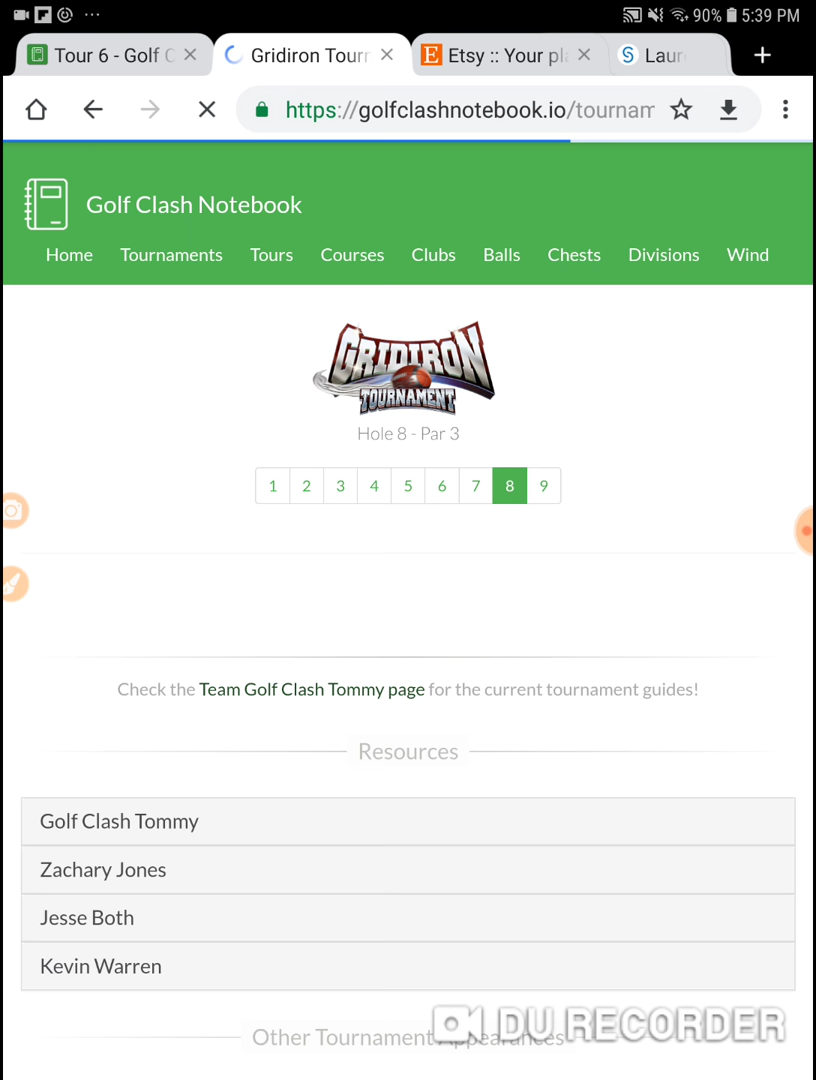 90% 5:39 PM
Tour 6 - Golf C
Gridiron Tourn
Etsy :: Your pl
S Laun
https://golfclashnotebook.io/tournam
Golf Clash Notebook
Home Tournaments Tours Courses Clubs Balls Chests Divisions Wind
GRIDIRON
TOURNAMENT
Hole 8 - Par 3
1 2 3 4 5 6 7 8 9
Check the Team Golf Clash Tommy page for the current tournament guides!
Resources
Golf Clash Tommy
Zachary Jones
Jesse Both
Kevin Warren
Other Tournament Appearances
DU RECORDER